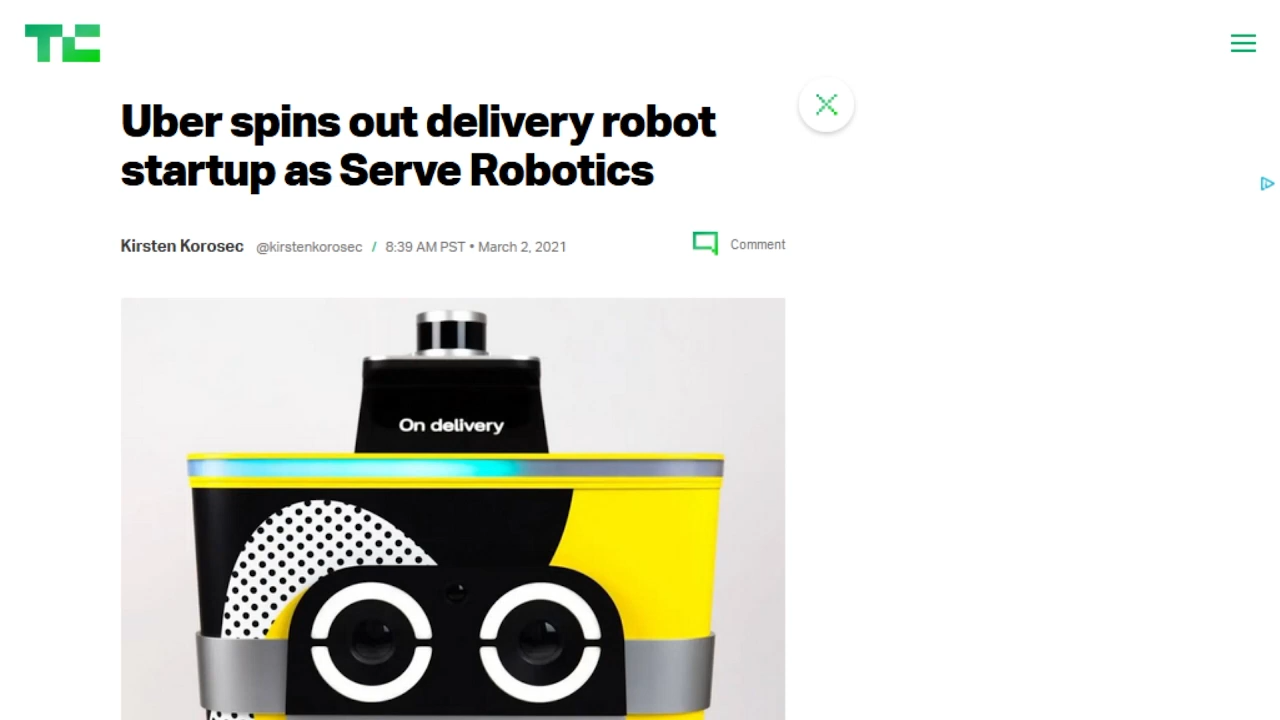 TC
Uber spins out delivery robot
startup as Serve Robotics
Kirsten Korosec @kirstenkorosec / 8:39 AM PST • March 2, 2021
Comment
On delivery